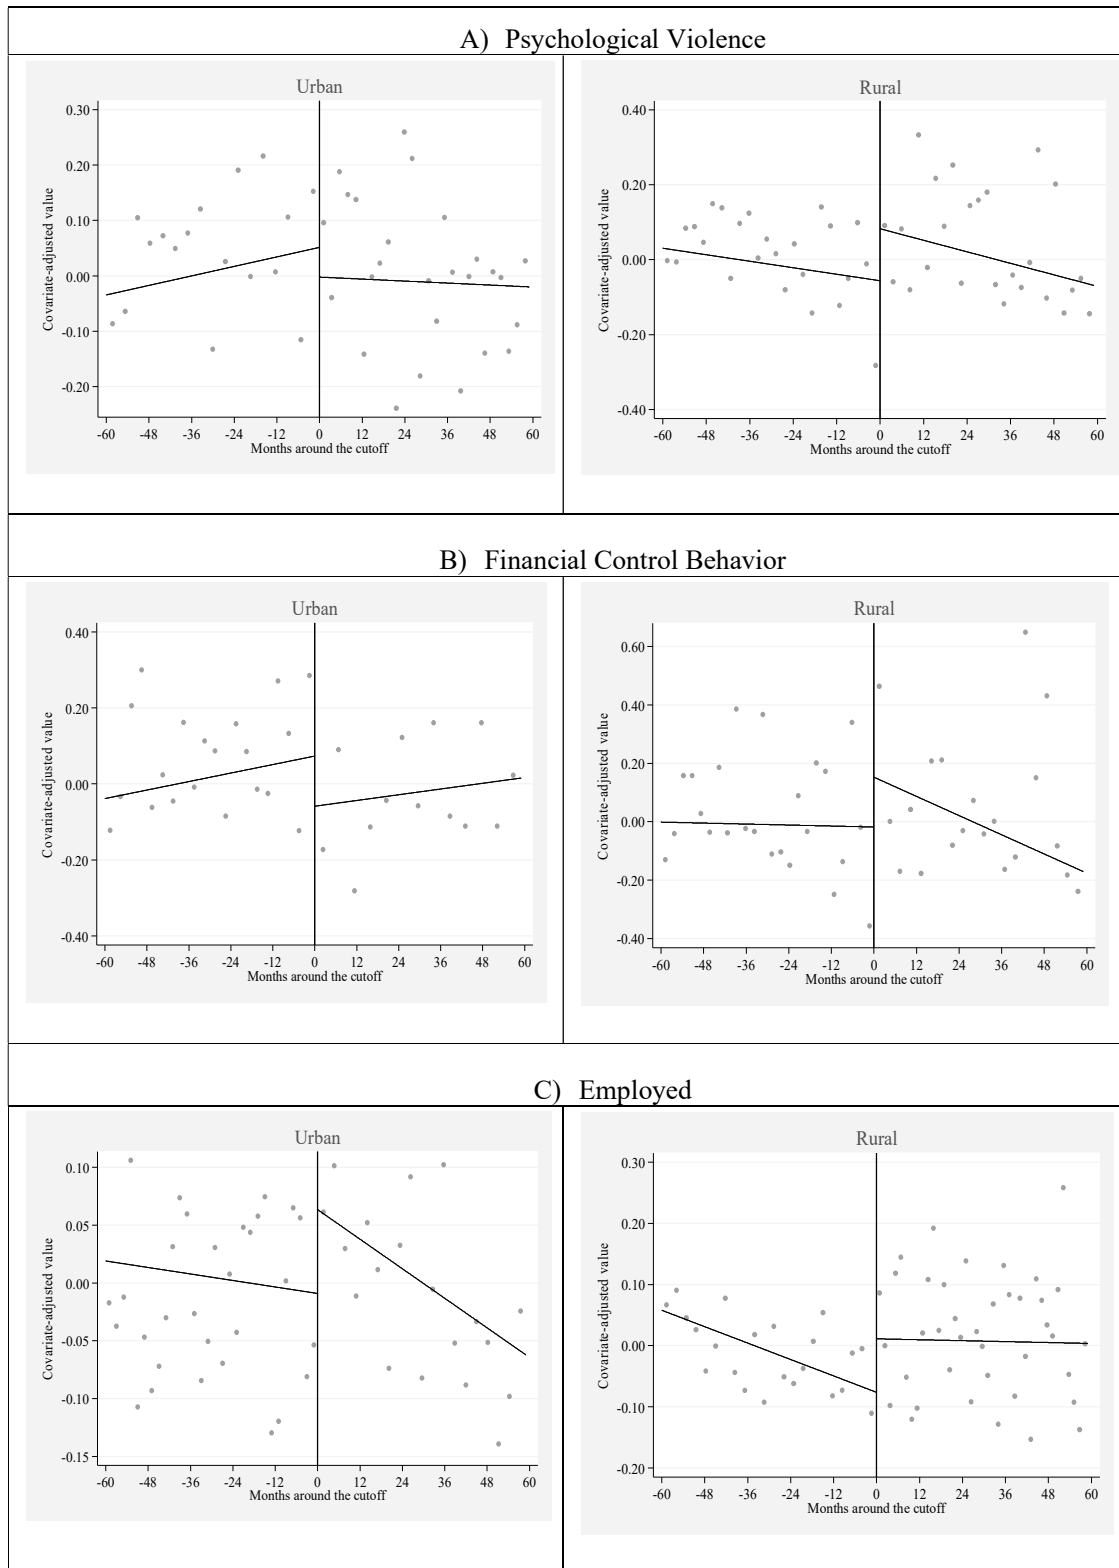 A) Psychological Violence
Urban
Covariate-adjusted value
0.30
0.20
0.10
0.00
-0.10
-0.20
-60 -48 -36 -24 -12 0 12 24 36 48 60
Months around the cutoff
Rural
Covariate-adjusted value
0.40
0.20
0.00
-0.20
-0.40
-60 -48 -36 -24 -12 0 12 24 36 48 60
Months around the cutoff
B) Financial Control Behavior
Urban
Covariate-adjusted value
0.40
0.20
0.00
-0.20
-0.40
-60 -48 -36 -24 -12 0 12 24 36 48 60
Months around the cutoff
Rural
Covariate-adjusted value
0.60
0.40
0.20
0.00
-0.20
-0.40
-60 -48 -36 -24 -12 0 12 24 36 48 60
Months around the cutoff
C) Employed
Urban
Covariate-adjusted value
0.10
0.05
0.00
-0.05
-0.10
-0.15
-60 -48 -36 -24 -12 0 12 24 36 48 60
Months around the cutoff
Rural
Covariate-adjusted value
0.30
0.20
0.10
0.00
-0.10
-0.20
-60 -48 -36 -24 -12 0 12 24 36 48 60
Months around the cutoff